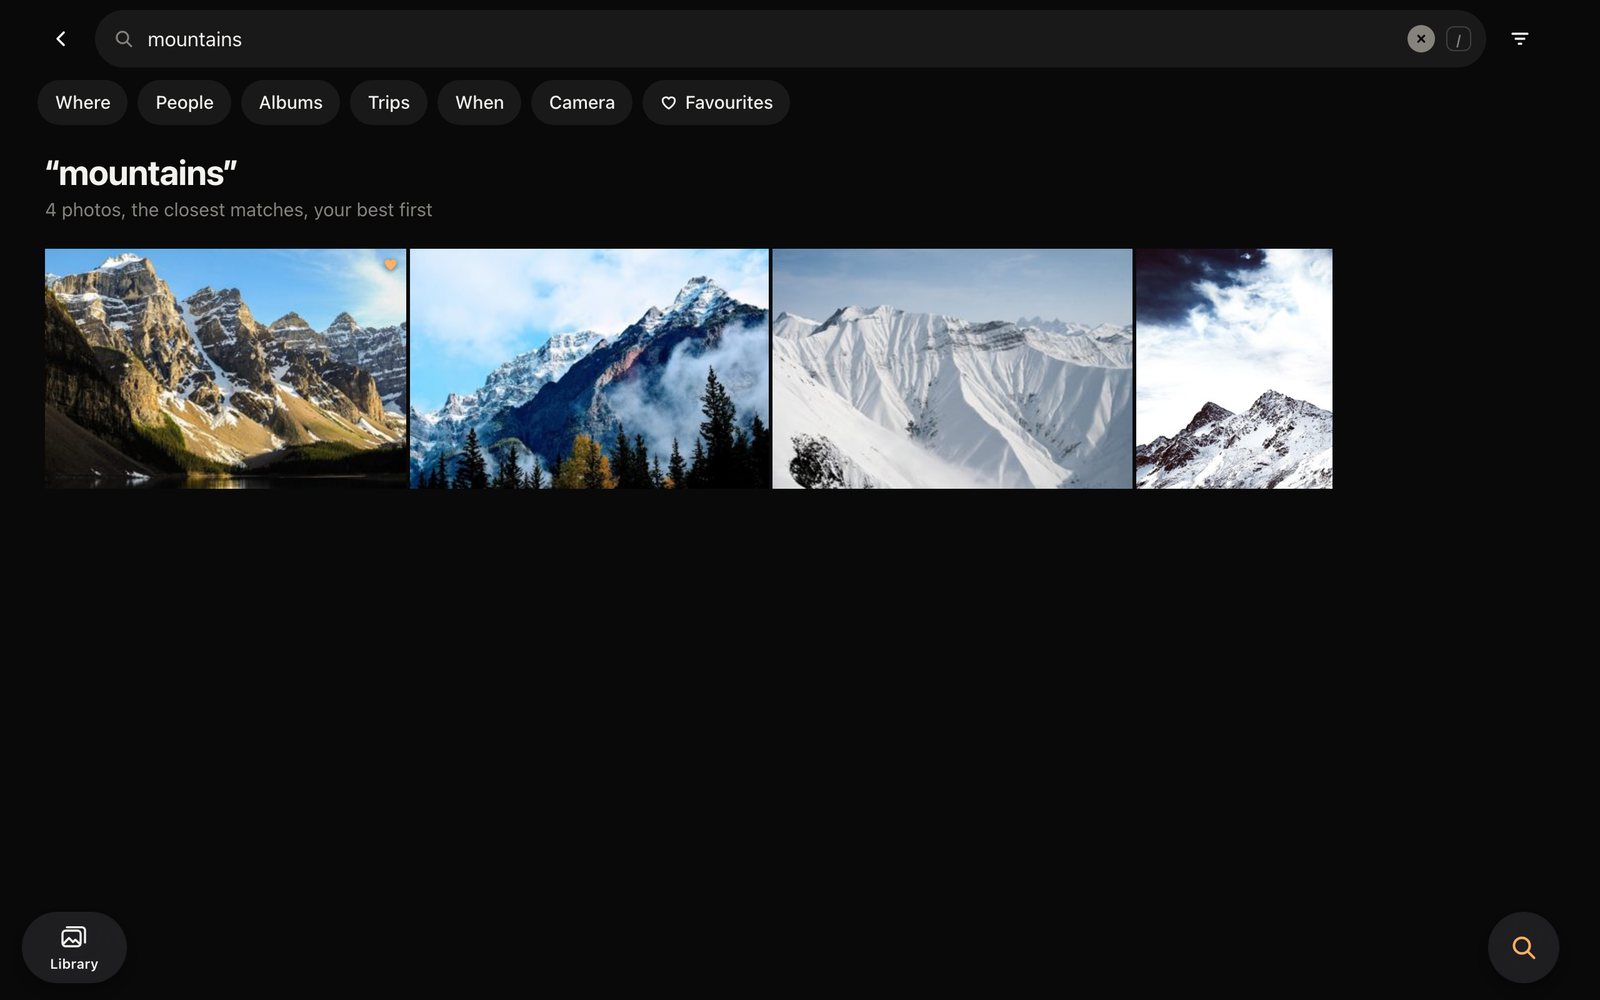 mountains
/
Where
People
Albums
Trips
When
Camera
Favourites
“mountains”
4 photos, the closest matches, your best first
Library